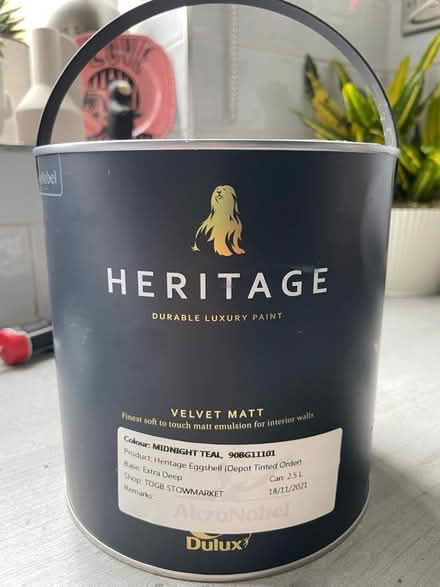 Nobel
HERITAGE
DURABLE LUXURY PAINT
VELVET MATT
Finest soft to touch matt emulsion for interior walls
Colour: MIDNIGHT TEAL, 90BG11101
Product: Heritage Eggshell (Depot Tinted Order)
Base: Extra Deep Can: 2.5 L
Shop: TDGB STOWMARKET 18/11/2021
Remarks
AkzoNobel
Dulux